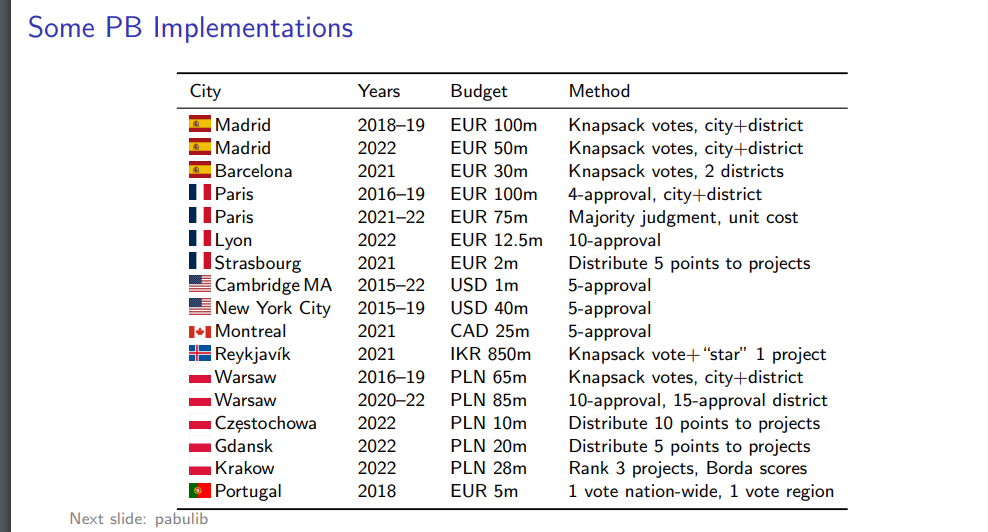 Some PB Implementations
City Years Budget Method
Madrid 2018–19 EUR 100m Knapsack votes, city+district
Madrid 2022 EUR 50m Knapsack votes, city+district
Barcelona 2021 EUR 30m Knapsack votes, 2 districts
Paris 2016–19 EUR 100m 4-approval, city+district
Paris 2021–22 EUR 75m Majority judgment, unit cost
Lyon 2022 EUR 12.5m 10-approval
Strasbourg 2021 EUR 2m Distribute 5 points to projects
Cambridge MA 2015–22 USD 1m 5-approval
New York City 2015–19 USD 40m 5-approval
Montreal 2021 CAD 25m 5-approval
Reykjavík 2021 IKR 850m Knapsack vote+“star” 1 project
Warsaw 2016–19 PLN 65m Knapsack votes, city+district
Warsaw 2020–22 PLN 85m 10-approval, 15-approval district
Częstochowa 2022 PLN 10m Distribute 10 points to projects
Gdansk 2022 PLN 20m Distribute 5 points to projects
Krakow 2022 PLN 28m Rank 3 projects, Borda scores
Portugal 2018 EUR 5m 1 vote nation-wide, 1 vote region
Next slide: pabulib